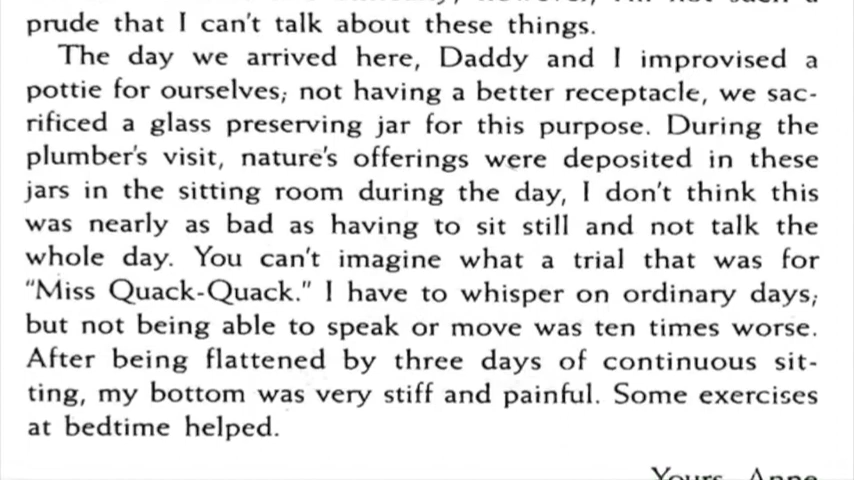 prude that I can't talk about these things.
The day we arrived here, Daddy and I improvised a
pottie for ourselves; not having a better receptacle, we sac-
rificed a glass preserving jar for this purpose. During the
plumber's visit, nature's offerings were deposited in these
jars in the sitting room during the day, I don't think this
was nearly as bad as having to sit still and not talk the
whole day. You can't imagine what a trial that was for
"Miss Quack-Quack." I have to whisper on ordinary days;
but not being able to speak or move was ten times worse.
After being flattened by three days of continuous sit-
ting, my bottom was very stiff and painful. Some exercises
at bedtime helped.
Yours, Anne